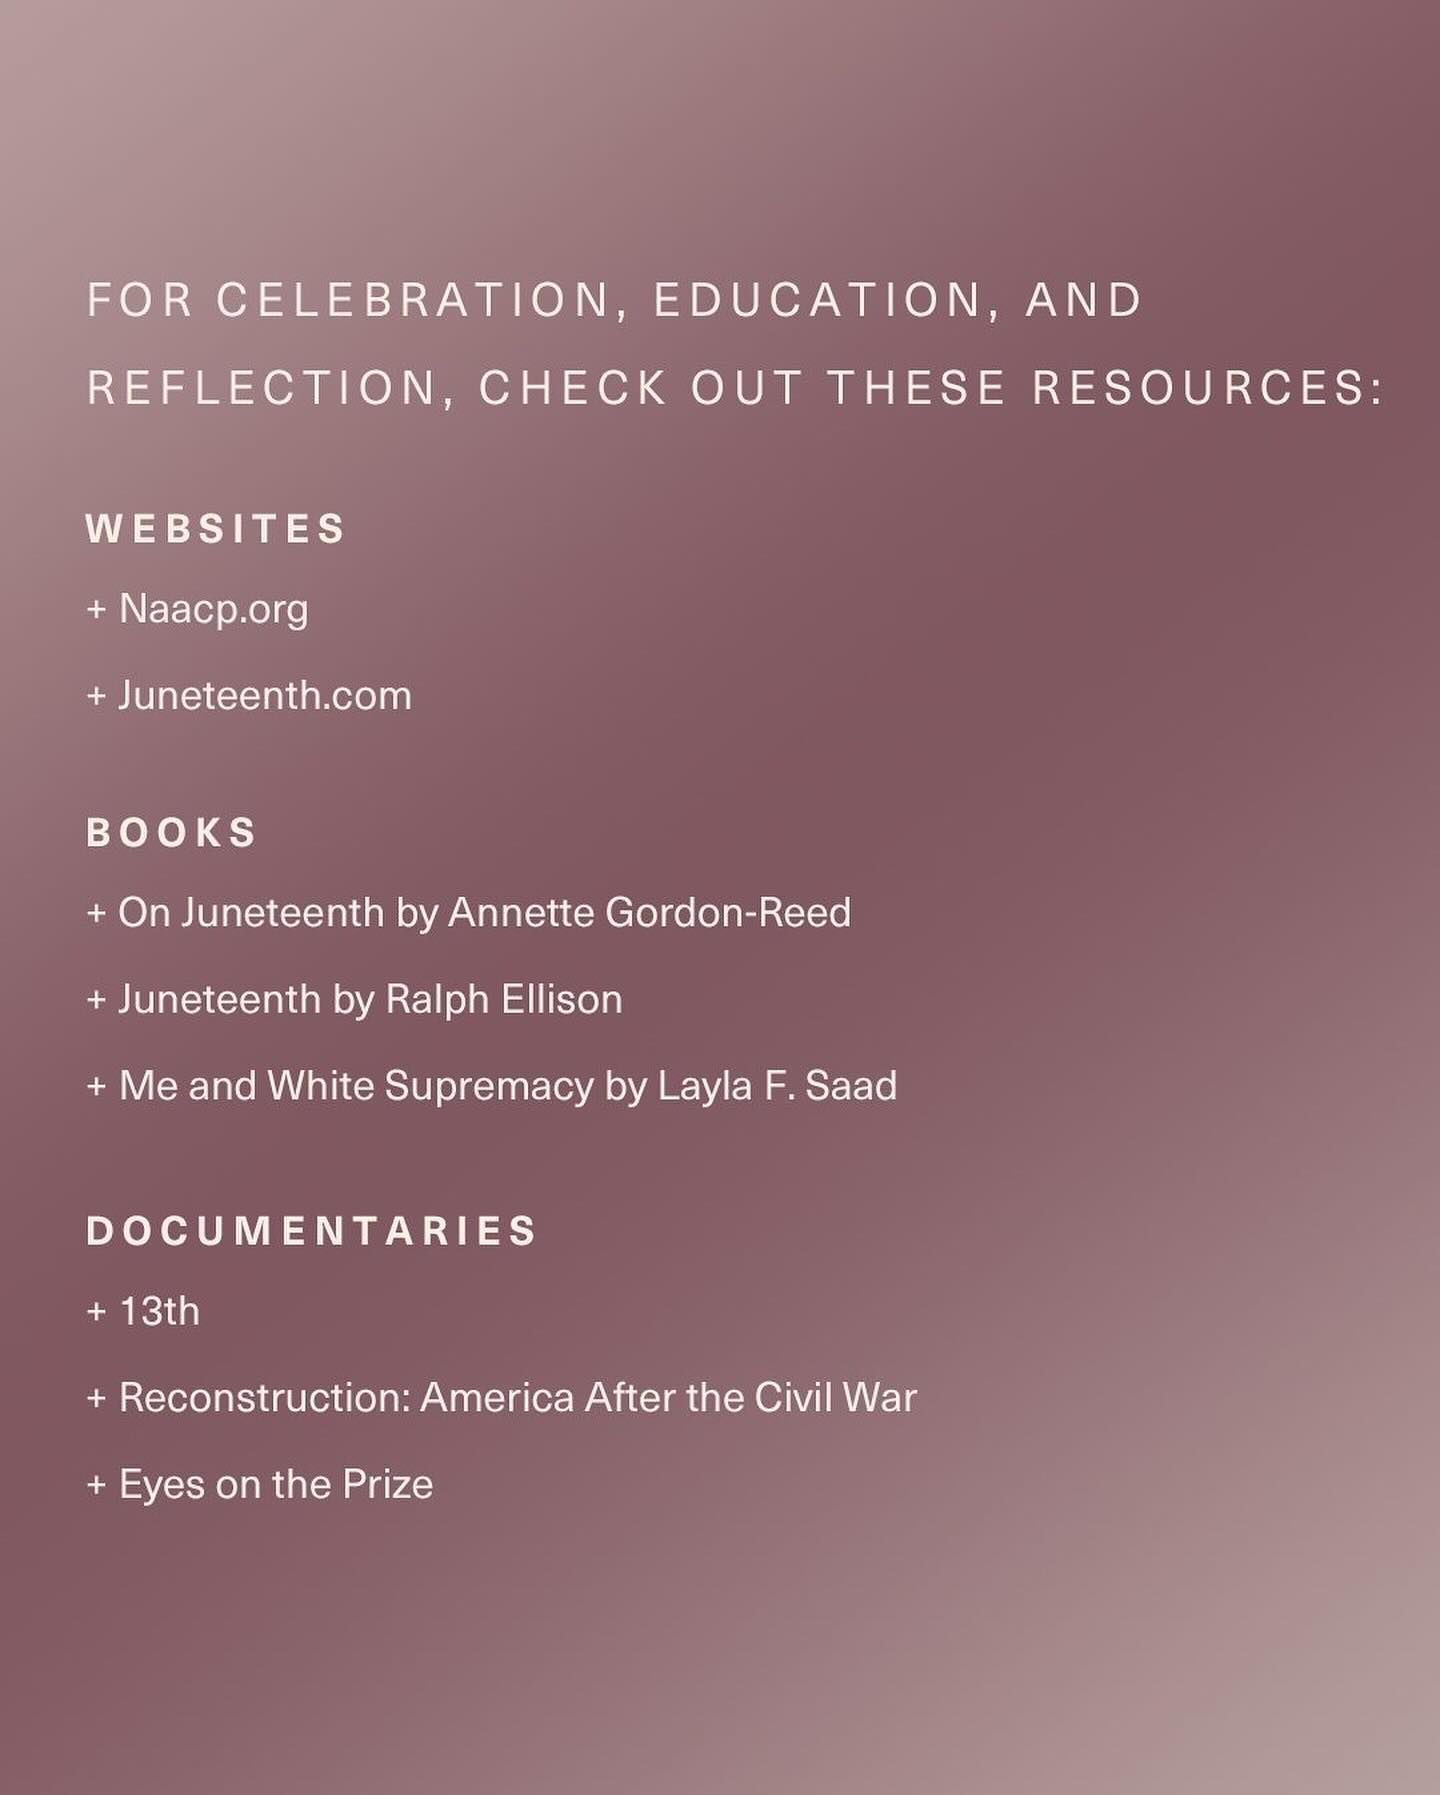 FOR CELEBRATION, EDUCATION, AND
REFLECTION, CHECK OUT THESE RESOURCES:
WEBSITES
+ Naacp.org
+ Juneteenth.com
BOOKS
+ On Juneteenth by Annette Gordon-Reed
+ Juneteenth by Ralph Ellison
+ Me and White Supremacy by Layla F. Saad
DOCUMENTARIES
+ 13th
+ Reconstruction: America After the Civil War
+ Eyes on the Prize